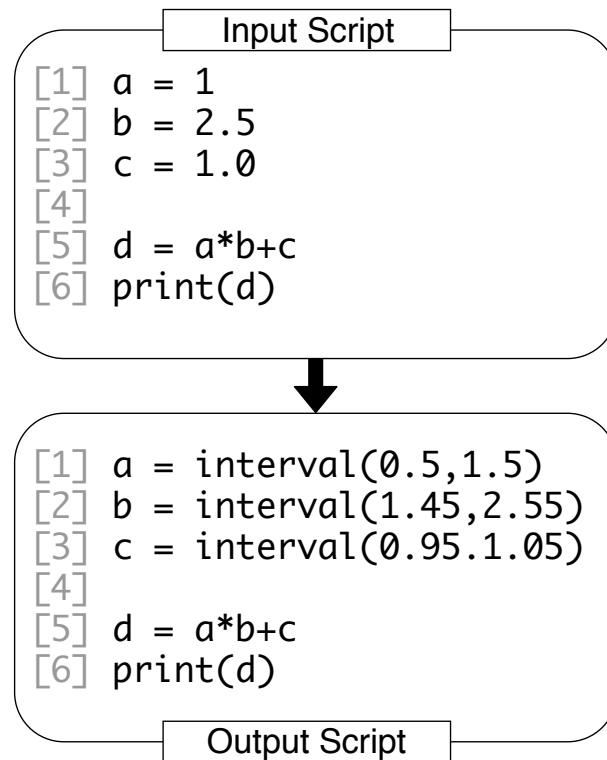 Input Script
[1] a = 1
[2] b = 2.5
[3] c = 1.0
[4]
[5] d = a*b+c
[6] print(d)
[1] a = interval(0.5,1.5)
[2] b = interval(1.45,2.55)
[3] c = interval(0.95.1.05)
[4]
[5] d = a*b+c
[6] print(d)
Output Script